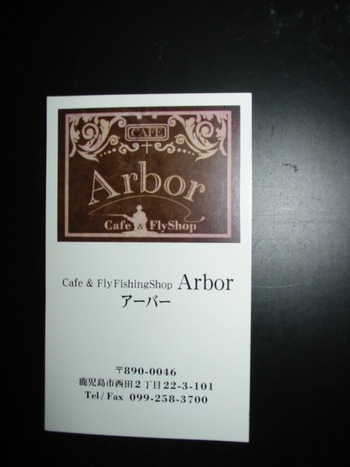 CAFE
Arbor
Cafe & FlyShop
Cafe & FlyFishingShop Arbor
アーバー
〒890-0046
鹿児島市西田2丁目22-3-101
Tel/Fax 099-258-3700